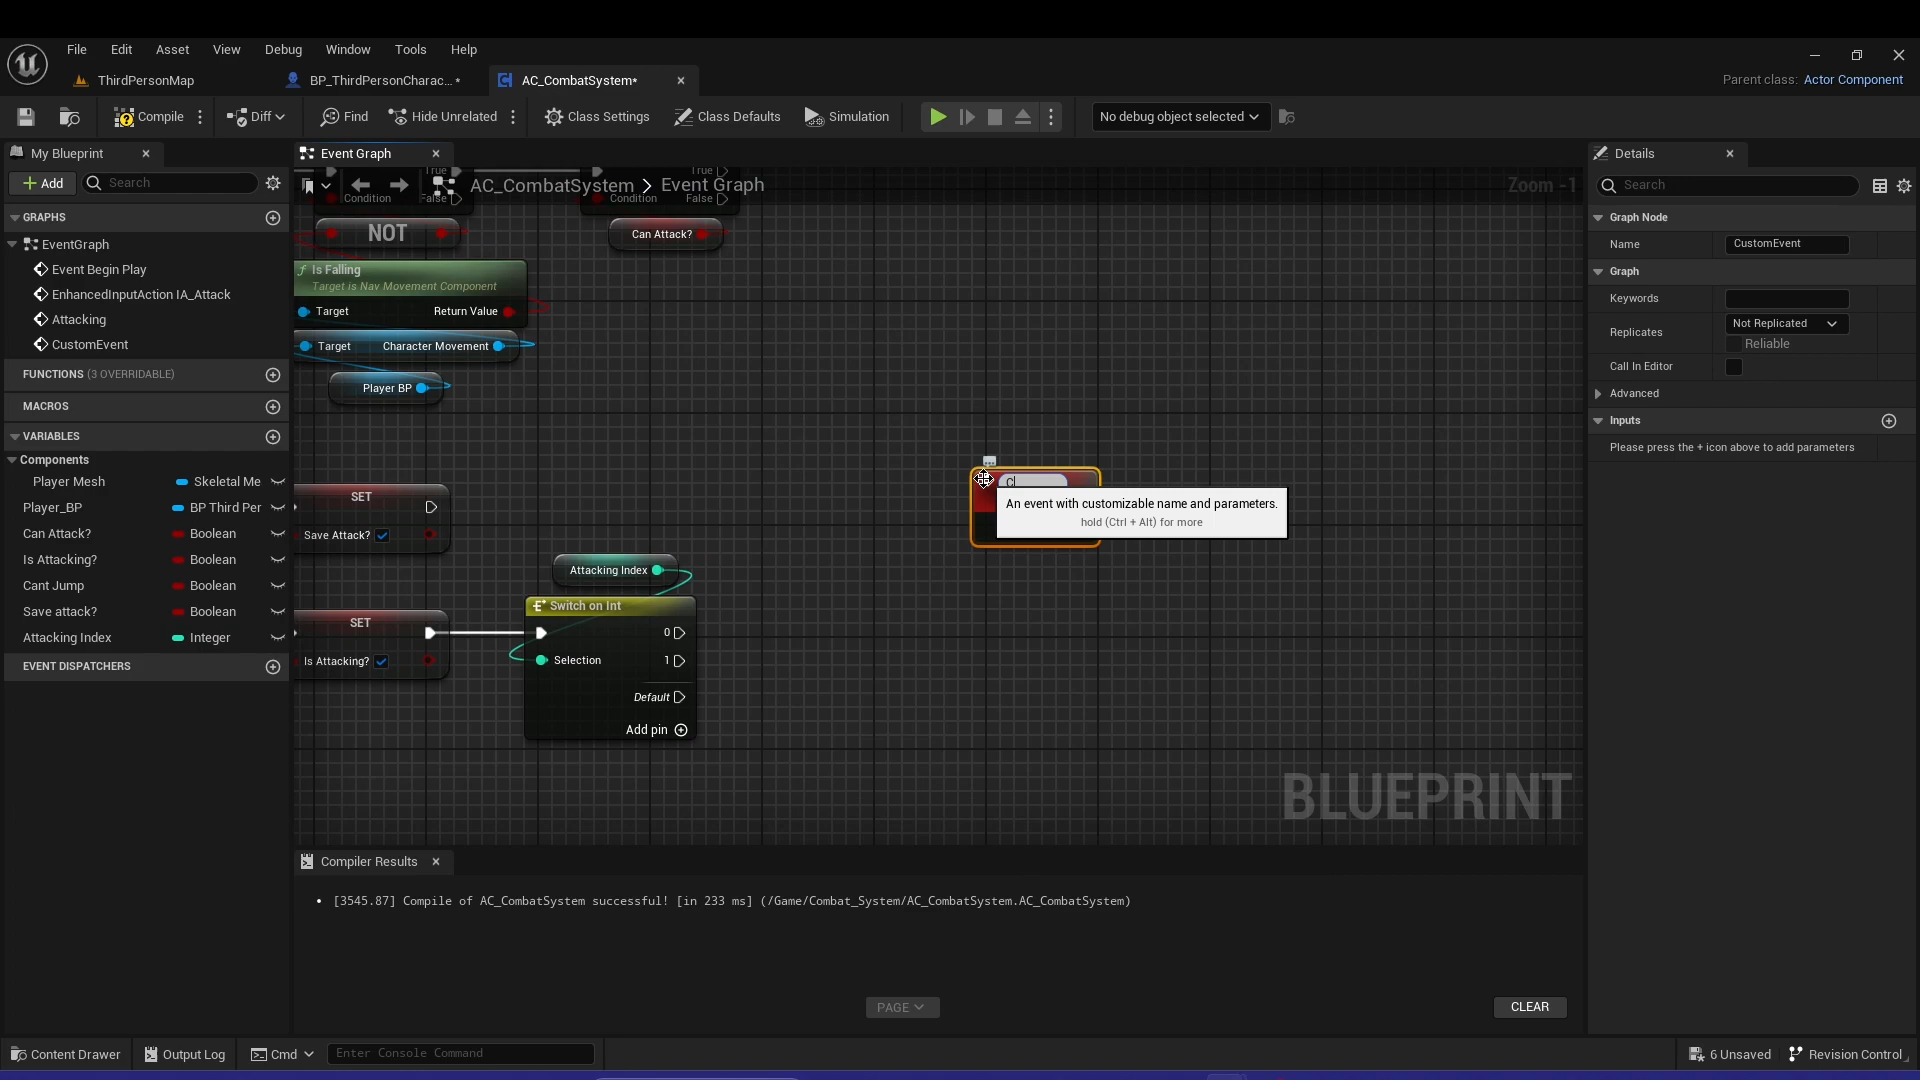 File Edit Asset View Debug Window Tools Help
ThirdPersonMap
BP_ThirdPersonCharac...*
AC_CombatSystem*
Parent class: Actor Component
Compile
Diff
Find
Hide Unrelated
Class Settings
Class Defaults
Simulation
No debug object selected
My Blueprint
Add
Search
GRAPHS
EventGraph
Event Begin Play
EnhancedInputAction IA_Attack
Attacking
CustomEvent
FUNCTIONS (3 OVERRIDABLE)
MACROS
VARIABLES
Components
Player Mesh Skeletal Me
Player_BP BP Third Per
Can Attack? Boolean
Is Attacking? Boolean
Cant Jump Boolean
Save attack? Boolean
Attacking Index Integer
EVENT DISPATCHERS
Event Graph
AC_CombatSystem > Event Graph
Zoom -1
True
True
Condition False
Condition False
NOT
Can Attack?
Is Falling
Target is Nav Movement Component
Target Return Value
Target Character Movement
Player BP
SET
Save Attack?
SET
Is Attacking?
Attacking Index
Switch on Int
0
Selection 1
Default
Add pin
C
An event with customizable name and parameters.
hold (Ctrl + Alt) for more
BLUEPRINT
Compiler Results
• [3545.87] Compile of AC_CombatSystem successful! [in 233 ms] (/Game/Combat_System/AC_CombatSystem.AC_CombatSystem)
PAGE
CLEAR
Details
Search
Graph Node
Name CustomEvent
Graph
Keywords
Replicates Not Replicated
Reliable
Call In Editor
Advanced
Inputs
Please press the + icon above to add parameters
Content Drawer
Output Log
Cmd
Enter Console Command
6 Unsaved
Revision Control